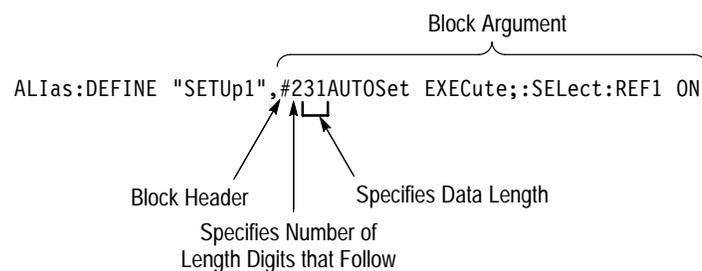 Block Argument
ALIas:DEFINE "SETUp1",#231AUTOSet EXECute;:SELect:REF1 ON
Block Header
Specifies Data Length
Specifies Number of
Length Digits that Follow